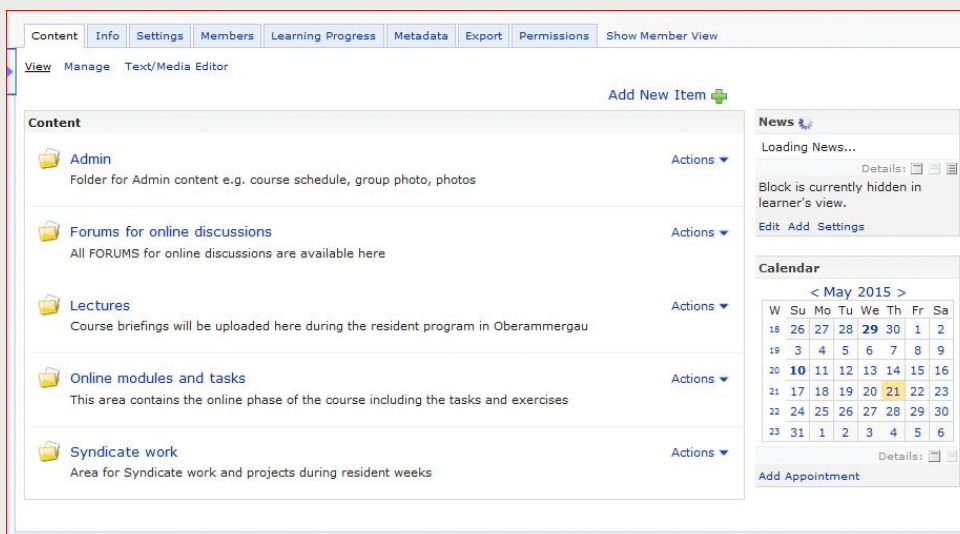 Content Info Settings Members Learning Progress Metadata Export Permissions Show Member View
View Manage Text/Media Editor
Add New Item
Content
Admin Actions
Folder for Admin content e.g. course schedule, group photo, photos
Forums for online discussions Actions
All FORUMS for online discussions are available here
Lectures Actions
Course briefings will be uploaded here during the resident program in Oberammergau
Online modules and tasks Actions
This area contains the online phase of the course including the tasks and exercises
Syndicate work Actions
Area for Syndicate work and projects during resident weeks
News
Loading News...
Details:
Block is currently hidden in
learner's view.
Edit Add Settings
Calendar
< May 2015 >
W Su Mo Tu We Th Fr Sa
18 26 27 28 29 30 1 2
19 3 4 5 6 7 8 9
20 10 11 12 13 14 15 16
21 17 18 19 20 21 22 23
22 24 25 26 27 28 29 30
23 31 1 2 3 4 5 6
Details:
Add Appointment